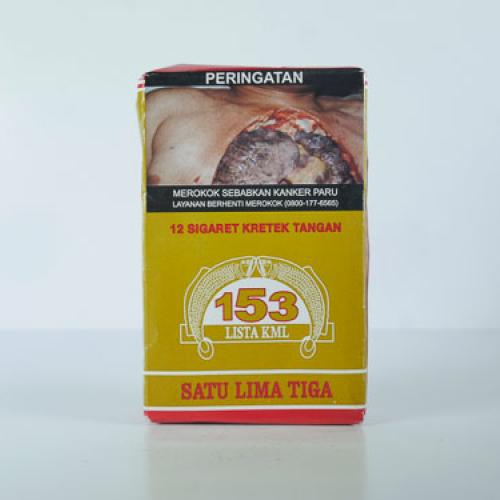 PERINGATAN
MEROKOK SEBABKAN KANKER PARU
LAYANAN BERHENTI MEROKOK (0800-177-6565)
12 SIGARET KRETEK TANGAN
153
LISTA KML
SATU LIMA TIGA